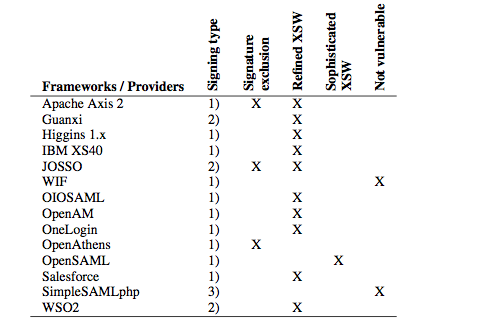 Frameworks / Providers Signing type Signature exclusion Refined XSW Sophisticated XSW Not vulnerable
Apache Axis 2 1) X X
Guanxi 2) X
Higgins 1.x 1) X
IBM XS40 1) X
JOSSO 2) X X
WIF 1) X
OIOSAML 1) X
OpenAM 1) X
OneLogin 1) X
OpenAthens 1) X
OpenSAML 1) X
Salesforce 1) X
SimpleSAMLphp 3) X
WSO2 2) X